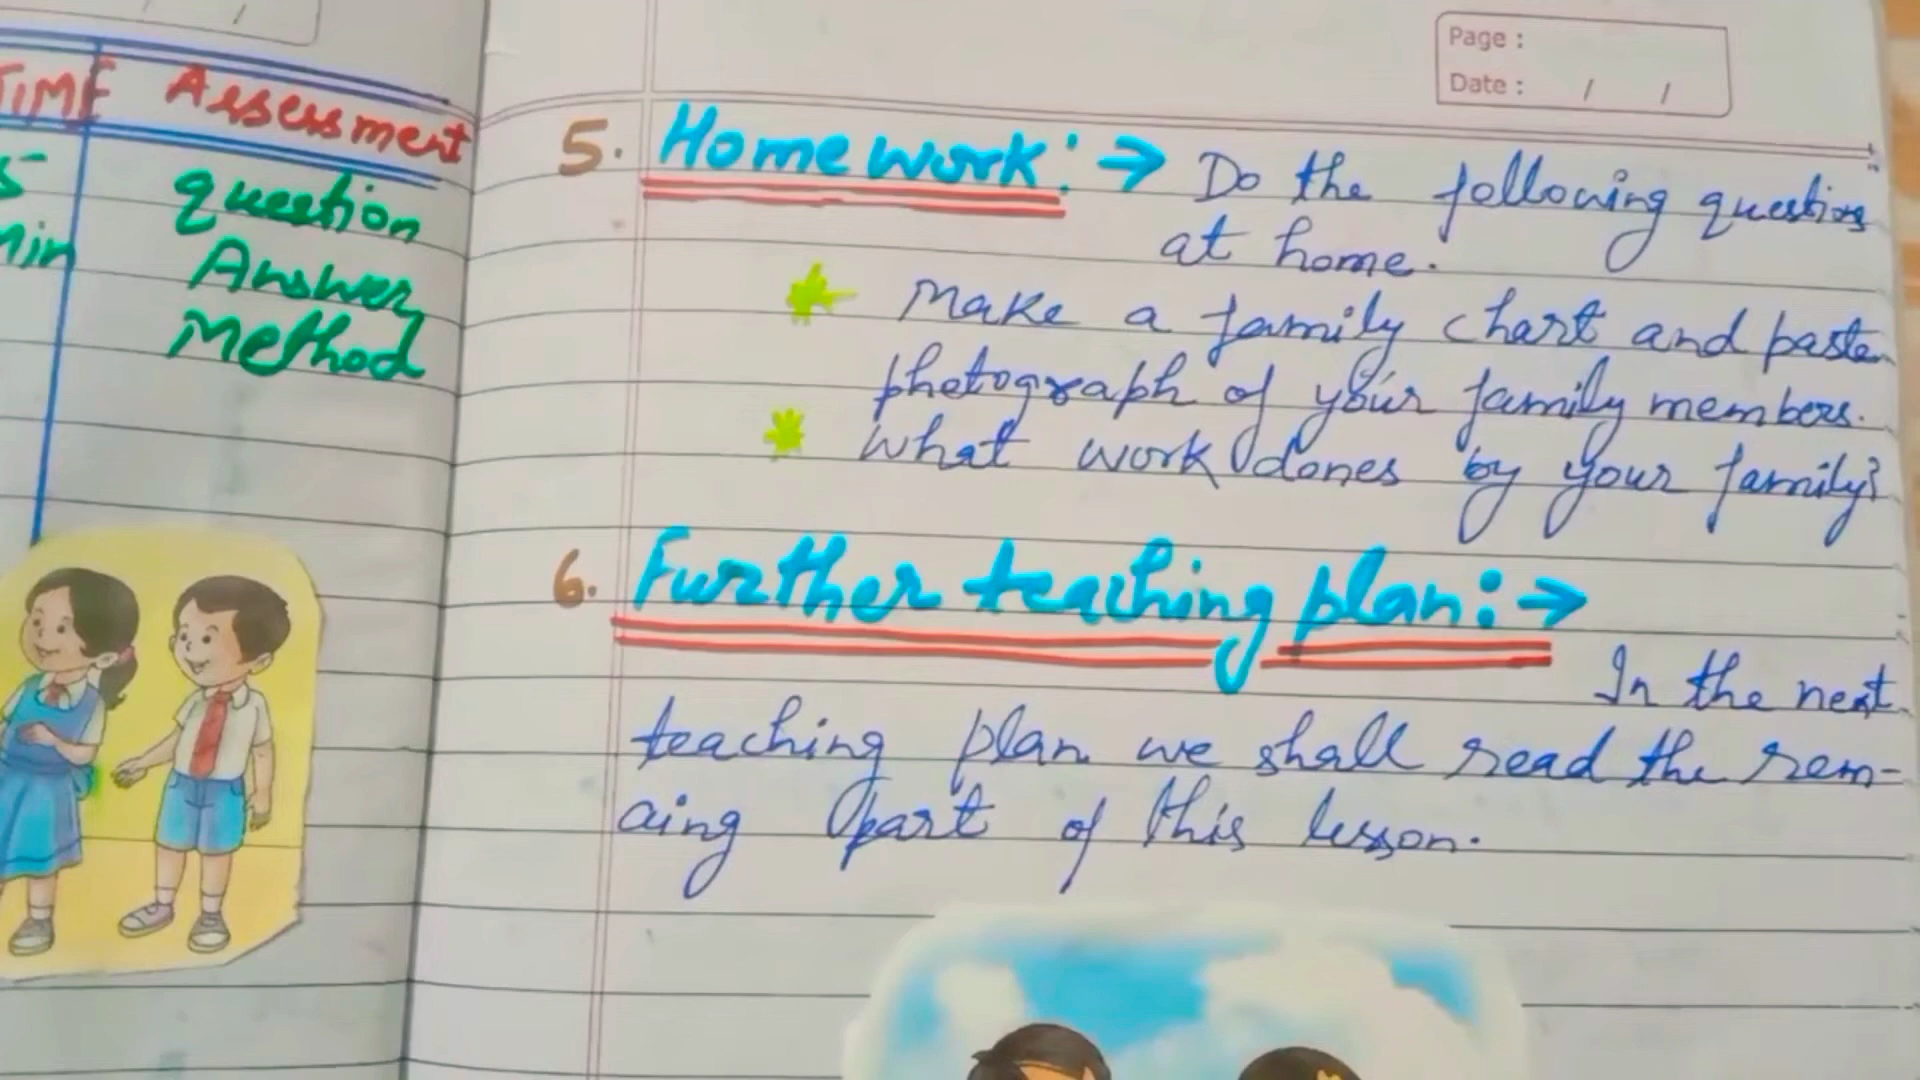 TIME Assessment
5 question
Min Answer
Method
Page :
Date : / /
5. Homework:→ Do the following questions
at home.
* Make a family chart and paste
photograph of your family members.
* What work dones by your family?
6. Further teaching plan:→
In the next
teaching plan we shall read the rem-
aing part of this lesson.